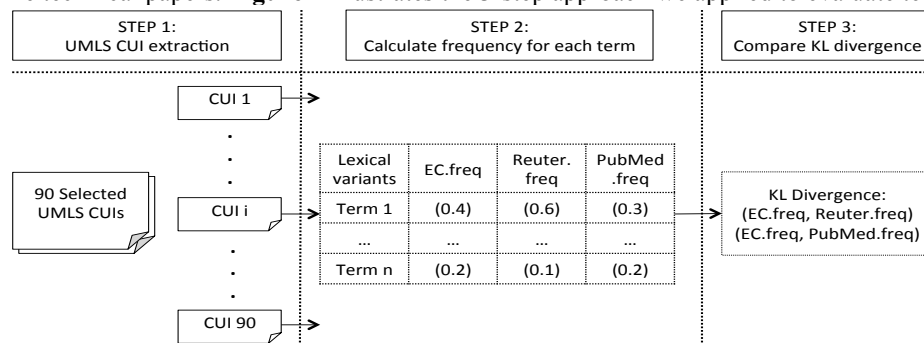 STEP 1:
UMLS CUI extraction
STEP 2:
Calculate frequency for each term
STEP 3:
Compare KL divergence
CUI 1
90 Selected
UMLS CUIs
CUI i
CUI 90
Lexical variants EC.freq Reuter. freq PubMed .freq
Term 1 (0.4) (0.6) (0.3)
... ... ... ...
Term n (0.2) (0.1) (0.2)
KL Divergence:
(EC.freq, Reuter.freq)
(EC.freq, PubMed.freq)